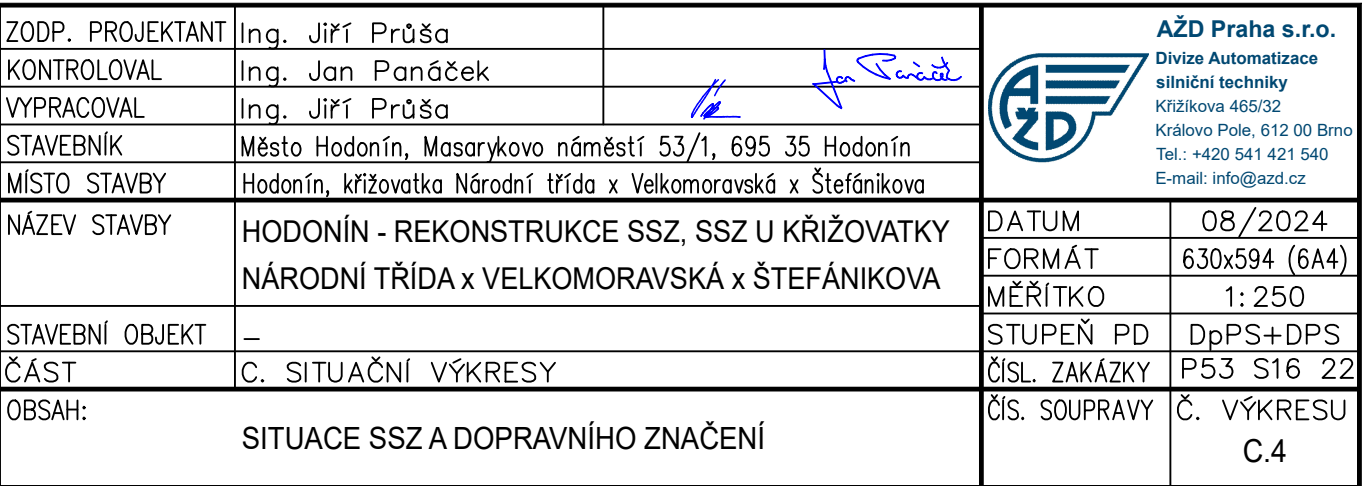 ZODP. PROJEKTANT Ing. Jiří Průša
KONTROLOVAL Ing. Jan Panáček
Jan Panáček
VYPRACOVAL Ing. Jiří Průša
STAVEBNÍK Město Hodonín, Masarykovo náměstí 53/1, 695 35 Hodonín
MÍSTO STAVBY Hodonín, křižovatka Národní třída x Velkomoravská x Štefánikova
AŽD
AŽD Praha s.r.o.
Divize Automatizace
silniční techniky
Křižíkova 465/32
Královo Pole, 612 00 Brno
Tel.: +420 541 421 540
E-mail: info@azd.cz
NÁZEV STAVBY HODONÍN - REKONSTRUKCE SSZ, SSZ U KŘIŽOVATKY
NÁRODNÍ TŘÍDA x VELKOMORAVSKÁ x ŠTEFÁNIKOVA
STAVEBNÍ OBJEKT –
ČÁST C. SITUAČNÍ VÝKRESY
DATUM 08/2024
FORMÁT 630x594 (6A4)
MĚŘÍTKO 1:250
STUPEŇ PD DpPS+DPS
ČÍSL. ZAKÁZKY P53 S16 22
OBSAH:
SITUACE SSZ A DOPRAVNÍHO ZNAČENÍ
ČÍS. SOUPRAVY Č. VÝKRESU
C.4